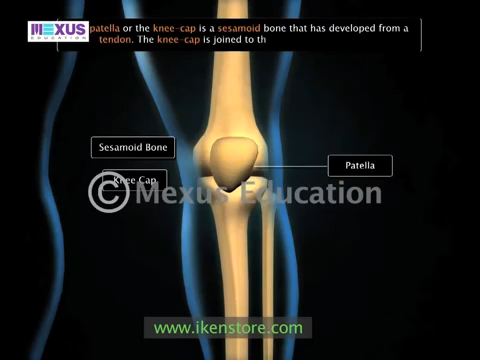 MEXUS
EDUCATION
patella or the knee-cap is a sesamoid bone that has developed from a
tendon. The knee-cap is joined to th
Sesamoid Bone
Patella
Knee Cap
© Mexus Education
www.ikenstore.com